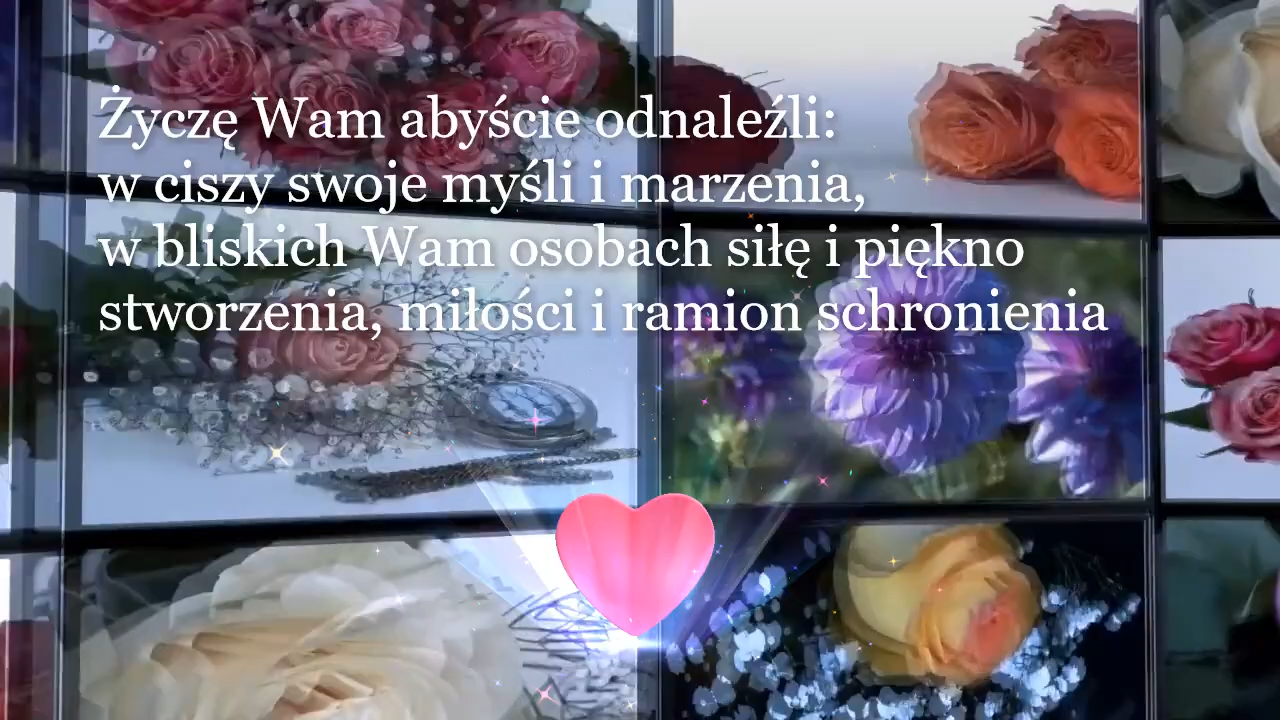 Życzę Wam abyście odnaleźli:
w ciszy swoje myśli i marzenia,
w bliskich Wam osobach siłę i piękno
stworzenia, miłości i ramion schronienia